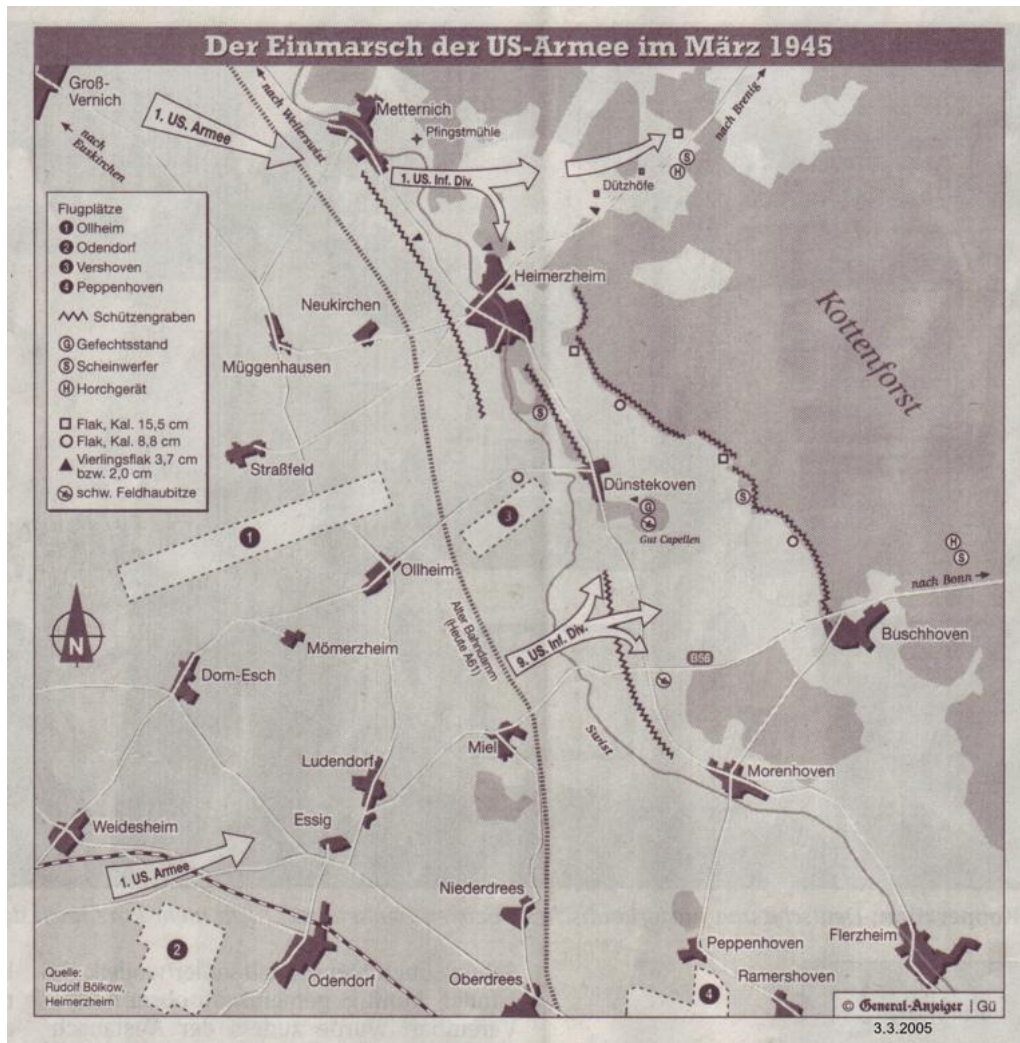 Der Einmarsch der US-Armee im März 1945
Groß-
Vernich
nach
Euskirchen
1. US. Armee
nach Weilerswist
Metternich
Pfingstmühle
1. US. Inf. Div.
Dützhöfe
nach Brenig
S
H
Flugplätze
1 Ollheim
2 Odendorf
3 Vershoven
4 Peppenhoven
Schützengraben
G Gefechtsstand
S Scheinwerfer
H Horchgerät
Flak, Kal. 15,5 cm
Flak, Kal. 8,8 cm
Vierlingsflak 3,7 cm
bzw. 2,0 cm
schw. Feldhaubitze
Neukirchen
Müggenhausen
Heimerzheim
Kottenforst
Straßfeld
S
Dünstekoven
G
Gut Capellen
S
1
3
H
S
nach Bonn
Ollheim
Alter Bahndamm
(Heute A61)
9. US. Inf. Div.
B56
Buschhoven
N
Mömerzheim
Dom-Esch
Miel
Swist
Morenhoven
Ludendorf
Essig
Weidesheim
1. US. Armee
Niederdrees
2
Odendorf
Oberdrees
Peppenhoven
4
Ramershoven
Flerzheim
Quelle:
Rudolf Bölkow,
Heimerzheim
© General-Anzeiger | Gü
3.3.2005